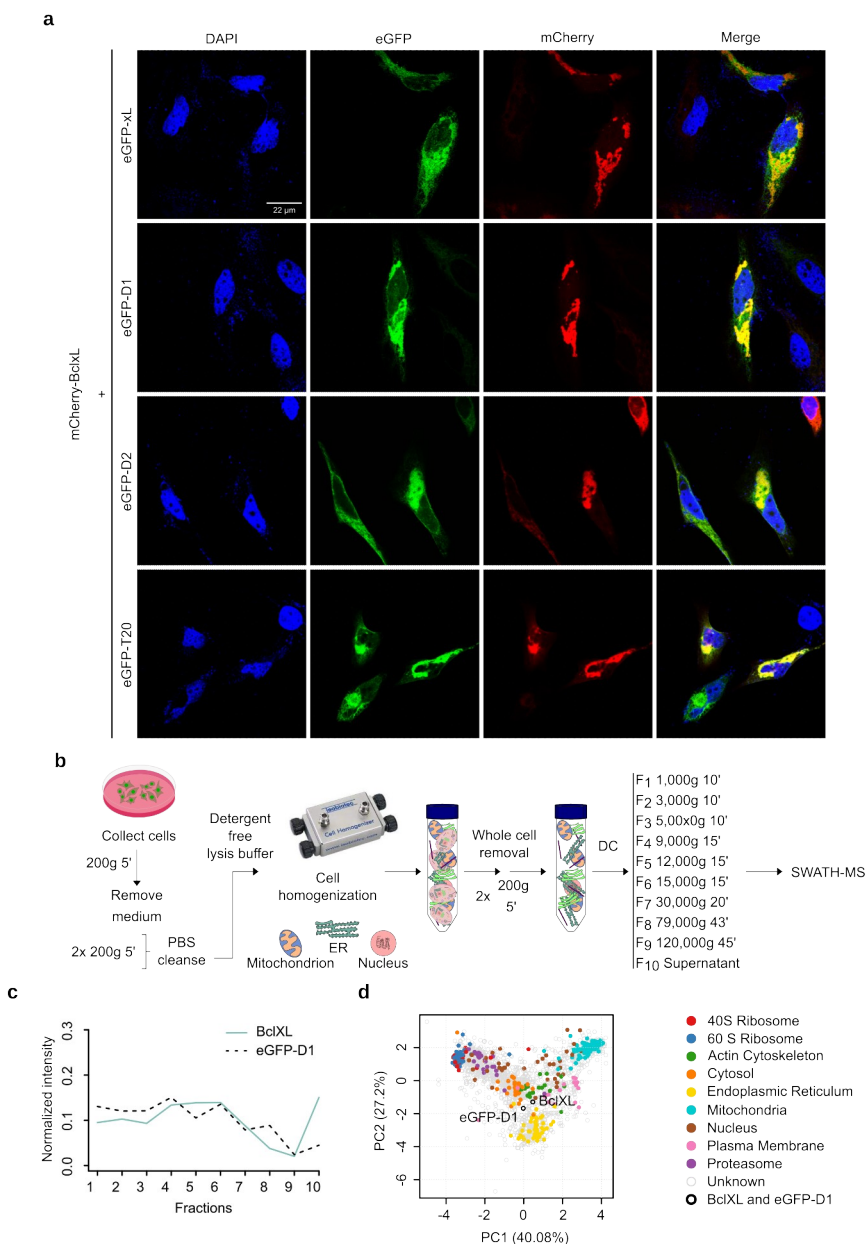 a
DAPI
eGFP
mCherry
Merge
mCherry-BclxL
+
eGFP-xL
22 µm
eGFP-D1
eGFP-D2
eGFP-T20
b
Collect cells
200g 5'
Remove
medium
2x 200g 5'
PBS
cleanse
Detergent
free
lysis buffer
isobiotec
Cell Homogenizer
Cell
homogenization
Mitochondrion
ER
Nucleus
Whole cell
removal
2x
200g
5'
DC
F1 1,000g 10'
F2 3,000g 10'
F3 5,00x0g 10'
F4 9,000g 15'
F5 12,000g 15'
F6 15,000g 15'
F7 30,000g 20'
F8 79,000g 43'
F9 120,000g 45'
F10 Supernatant
SWATH-MS
c
Normalized intensity
0.3
0.2
0.1
0.0
BclXL
eGFP-D1
1 2 3 4 5 6 7 8 9 10
Fractions
d
PC2 (27.2%)
2
0
-2
-4
-6
BclXL
eGFP-D1
-4 -2 0 2 4
PC1 (40.08%)
40S Ribosome
60 S Ribosome
Actin Cytoskeleton
Cytosol
Endoplasmic Reticulum
Mitochondria
Nucleus
Plasma Membrane
Proteasome
Unknown
BclXL and eGFP-D1